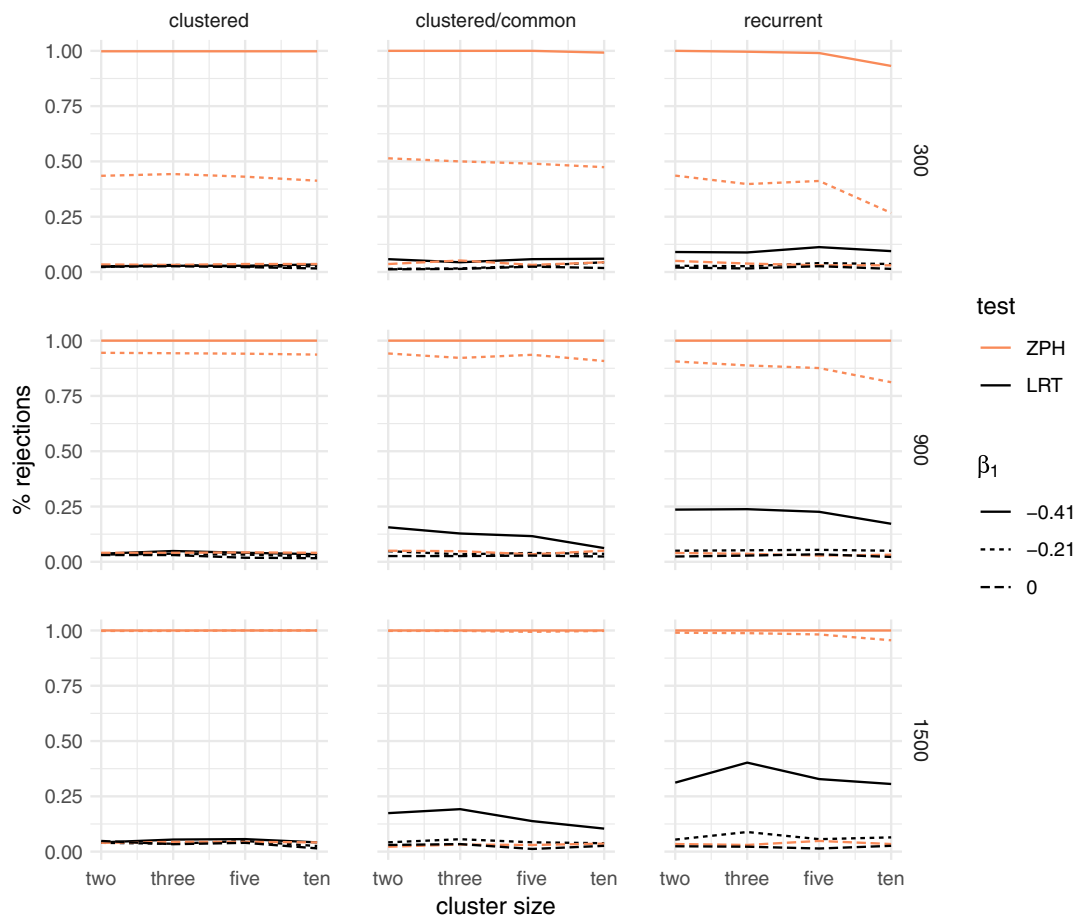 clustered
clustered/common
recurrent
1.00
0.75
0.50
0.25
0.00
300
1.00
0.75
0.50
0.25
0.00
900
1.00
0.75
0.50
0.25
0.00
1500
% rejections
two three five ten
two three five ten
two three five ten
cluster size
test
ZPH
LRT
β₁
−0.41
−0.21
0